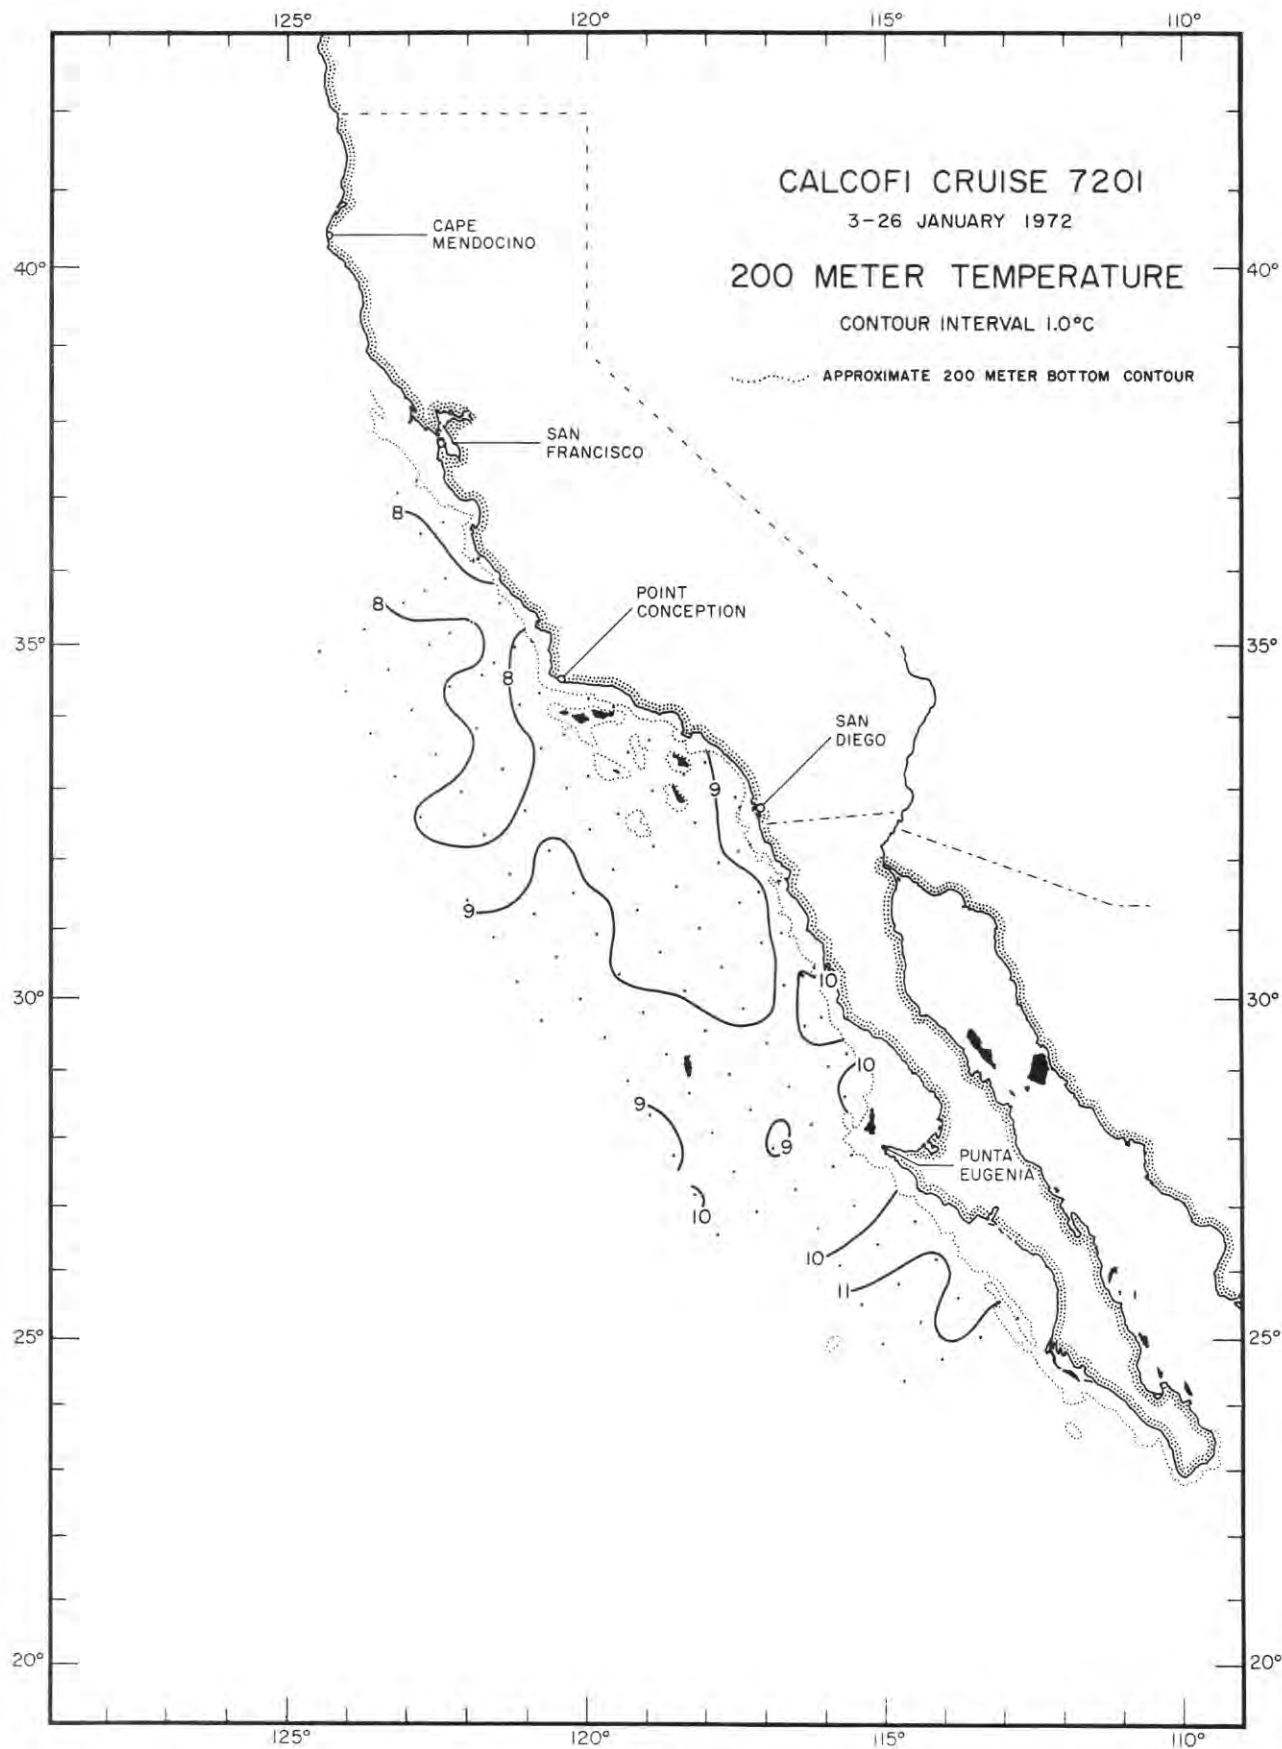 125° 120° 115° 110°
CALCOFI CRUISE 7201
3-26 JANUARY 1972
CAPE
MENDOCINO
40° 40°
200 METER TEMPERATURE
CONTOUR INTERVAL 1.0°C
APPROXIMATE 200 METER BOTTOM CONTOUR
SAN
FRANCISCO
8
POINT
CONCEPTION
8
35° 35°
8
SAN
DIEGO
9
9
10
30° 30°
10
9
9
PUNTA
EUGENIA
10
10
11
25° 25°
20° 20°
125° 120° 115° 110°